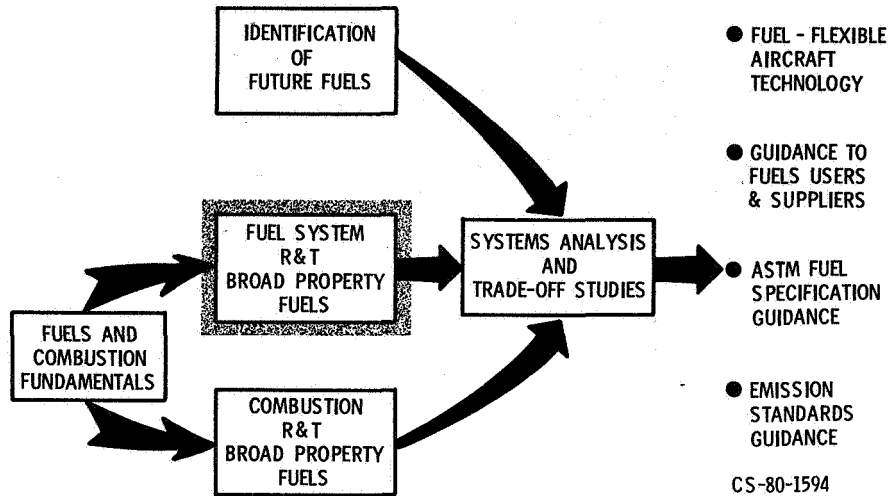 IDENTIFICATION
OF
FUTURE FUELS
FUEL SYSTEM
R&T
BROAD PROPERTY
FUELS
FUELS AND
COMBUSTION
FUNDAMENTALS
COMBUSTION
R&T
BROAD PROPERTY
FUELS
SYSTEMS ANALYSIS
AND
TRADE-OFF STUDIES
● FUEL - FLEXIBLE
AIRCRAFT
TECHNOLOGY
● GUIDANCE TO
FUELS USERS
& SUPPLIERS
● ASTM FUEL
SPECIFICATION
GUIDANCE
● EMISSION
STANDARDS
GUIDANCE
CS-80-1594